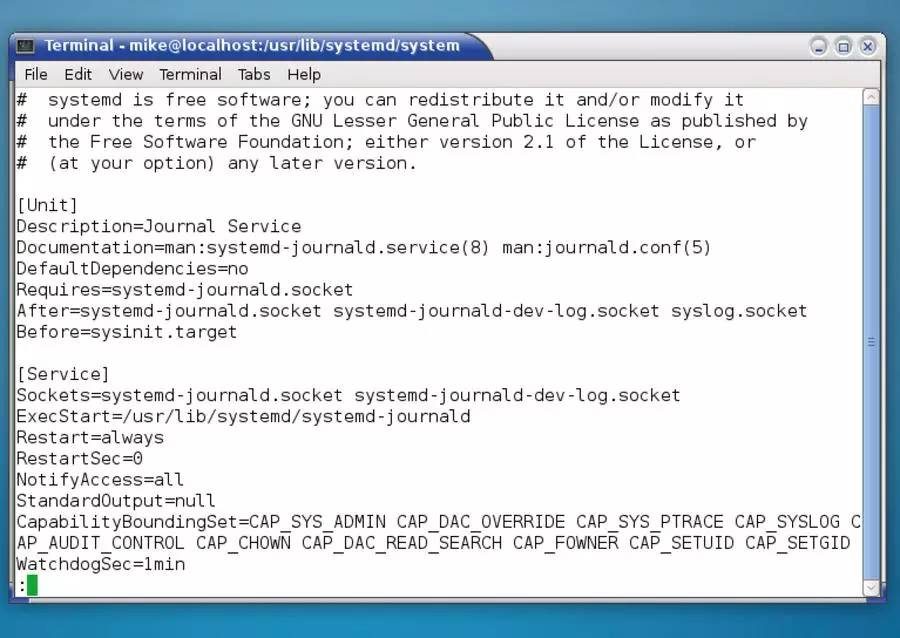 Terminal - mike@localhost:/usr/lib/systemd/system
File Edit View Terminal Tabs Help
#  systemd is free software; you can redistribute it and/or modify it
#  under the terms of the GNU Lesser General Public License as published by
#  the Free Software Foundation; either version 2.1 of the License, or
#  (at your option) any later version.
[Unit]
Description=Journal Service
Documentation=man:systemd-journald.service(8) man:journald.conf(5)
DefaultDependencies=no
Requires=systemd-journald.socket
After=systemd-journald.socket systemd-journald-dev-log.socket syslog.socket
Before=sysinit.target
[Service]
Sockets=systemd-journald.socket systemd-journald-dev-log.socket
ExecStart=/usr/lib/systemd/systemd-journald
Restart=always
RestartSec=0
NotifyAccess=all
StandardOutput=null
CapabilityBoundingSet=CAP_SYS_ADMIN CAP_DAC_OVERRIDE CAP_SYS_PTRACE CAP_SYSLOG C
AP_AUDIT_CONTROL CAP_CHOWN CAP_DAC_READ_SEARCH CAP_FOWNER CAP_SETUID CAP_SETGID
WatchdogSec=1min
: